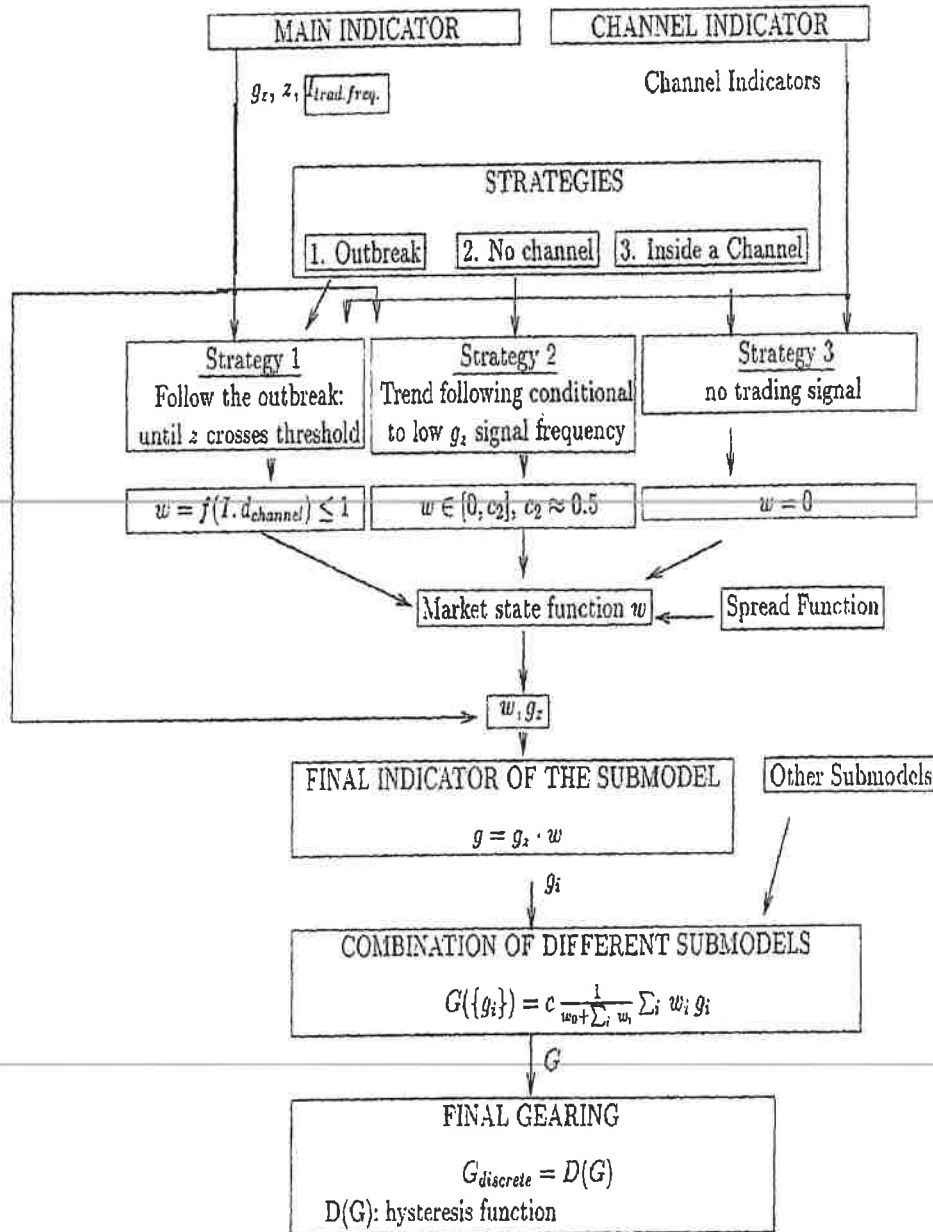 MAIN INDICATOR
CHANNEL INDICATOR
g_z, z, I_trad.freq.
Channel Indicators
STRATEGIES
1. Outbreak
2. No channel
3. Inside a Channel
Strategy 1
Follow the outbreak:
until z crosses threshold
Strategy 2
Trend following conditional
to low g_z signal frequency
Strategy 3
no trading signal
w = f(I. d_channel) ≤ 1
w ∈ [0, c_2], c_2 ≈ 0.5
w = 0
Market state function w
Spread Function
w, g_z
FINAL INDICATOR OF THE SUBMODEL
Other Submodels
g = g_z · w
g_i
COMBINATION OF DIFFERENT SUBMODELS
G({g_i}) = c 1/(w_0+∑_i w_i) ∑_i w_i g_i
G
FINAL GEARING
G_discrete = D(G)
D(G): hysteresis function